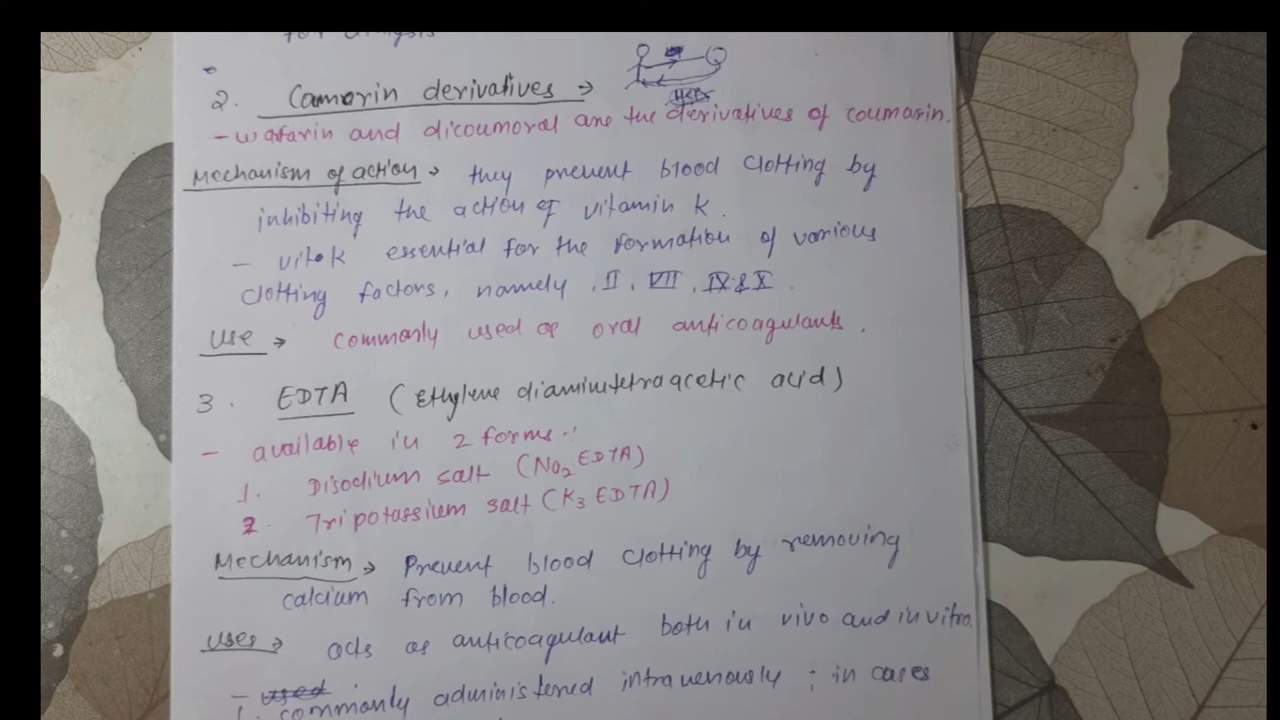 for analysis
2. Camorin derivatives →
- warfarin and dicoumoral are the derivatives of coumarin.
Mechanism of action → they prevent blood clotting by
inhibiting the action of vitamin K.
- vit K essential for the formation of various
clotting factors, namely, II, VII, IX & X.
Use → commonly used as oral anticoagulants.
3. EDTA (Ethylene diaminetetraacetic acid)
- available in 2 forms :
1. Disodium salt (Na2 EDTA)
2. Tripotassium salt (K3 EDTA)
Mechanism → Prevent blood clotting by removing
calcium from blood.
Uses → acts as anticoagulant both in vivo and in vitro.
1. commonly administered intravenously ; in cases